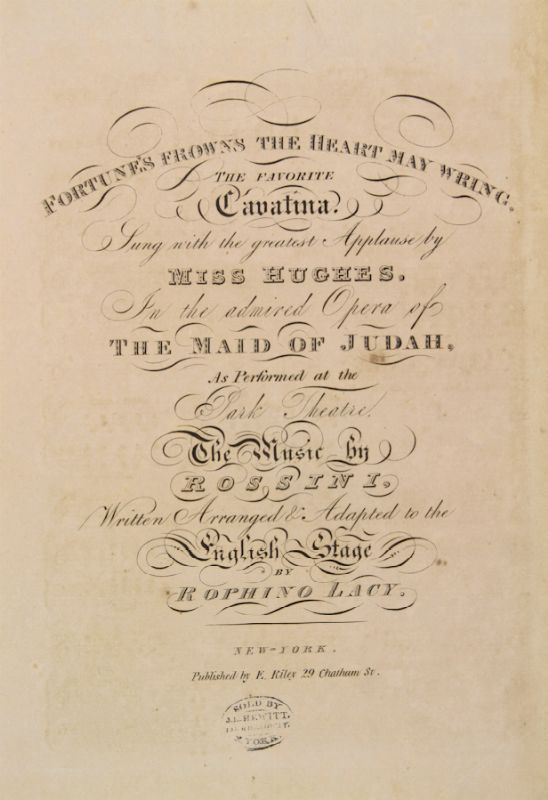 FORTUNE'S FROWNS THE HEART MAY WRING.
THE FAVORITE
Cavatina.
Sung with the greatest Applause by
MISS HUGHES.
In the admired Opera of
THE MAID OF JUDAH,
As Performed at the
Park Theatre.
The Music by
ROSSINI.
Written Arranged & Adapted to the
English Stage
BY
ROPHINO LACY.
NEW-YORK.
Published by E. Riley 29 Chatham St.
SOLD BY
J.L. HEWITT.
YORK